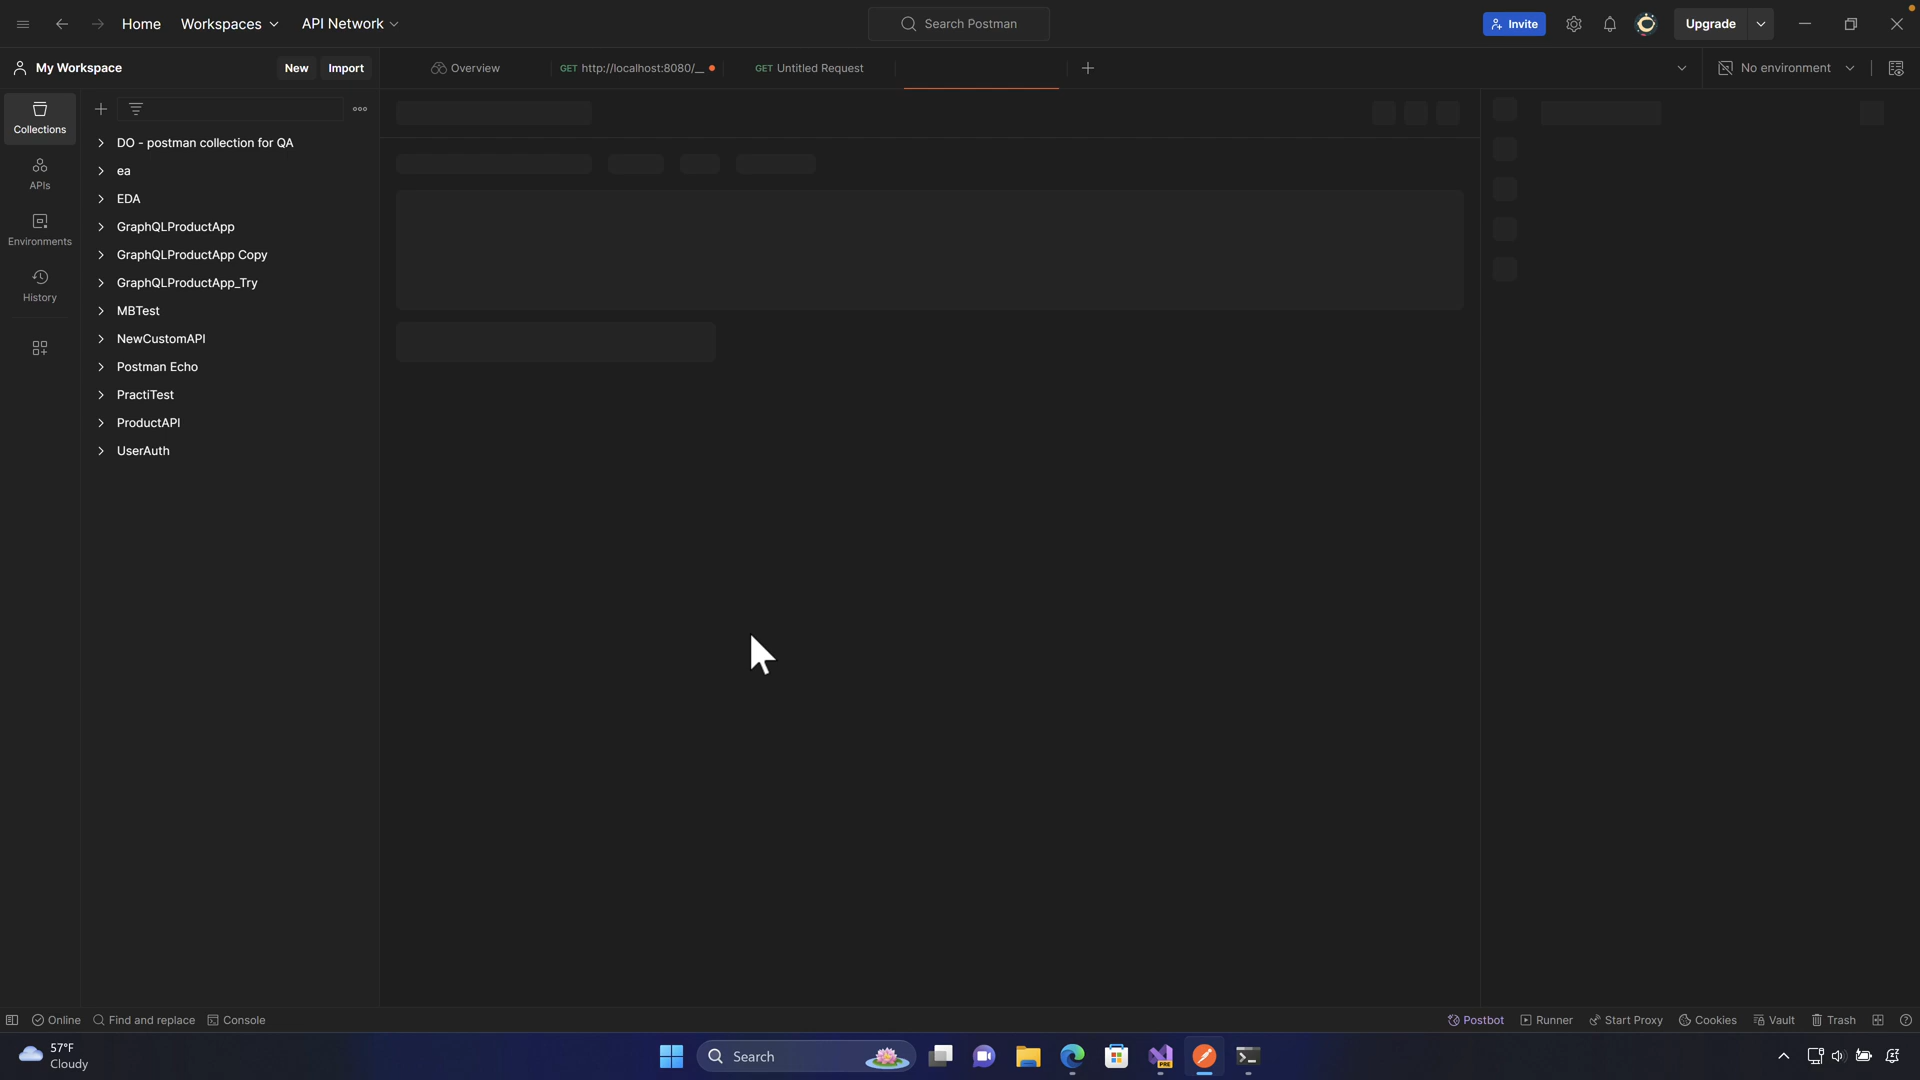 Home
Workspaces
API Network
Search Postman
Invite
Upgrade
My Workspace
New
Import
Overview
GET http://localhost:8080/__
GET Untitled Request
No environment
Collections
APIs
Environments
History
DO - postman collection for QA
ea
EDA
GraphQLProductApp
GraphQLProductApp Copy
GraphQLProductApp_Try
MBTest
NewCustomAPI
Postman Echo
PractiTest
ProductAPI
UserAuth
Online
Find and replace
Console
Postbot
Runner
Start Proxy
Cookies
Vault
Trash
57°F
Cloudy
Search
PRE